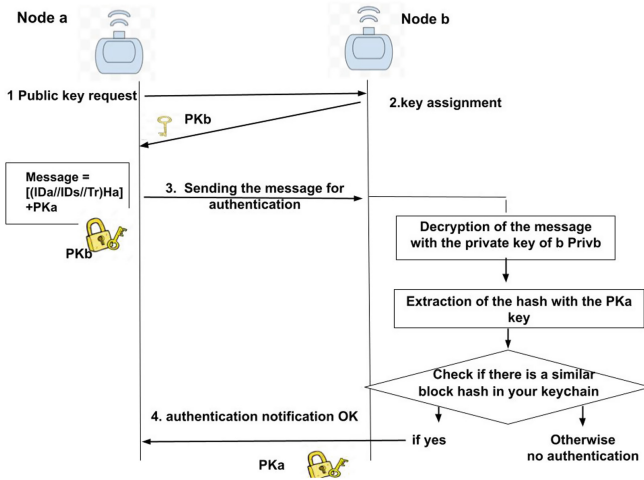 Node a
Node b
1 Public key request
2.key assignment
PKb
Message =
[(IDa//IDs//Tr)Ha]
+PKa
3. Sending the message for
authentication
PKb
Decryption of the message
with the private key of b Privb
Extraction of the hash with the PKa
key
Check if there is a similar
block hash in your keychain
4. authentication notification OK
if yes
Otherwise
no authentication
PKa